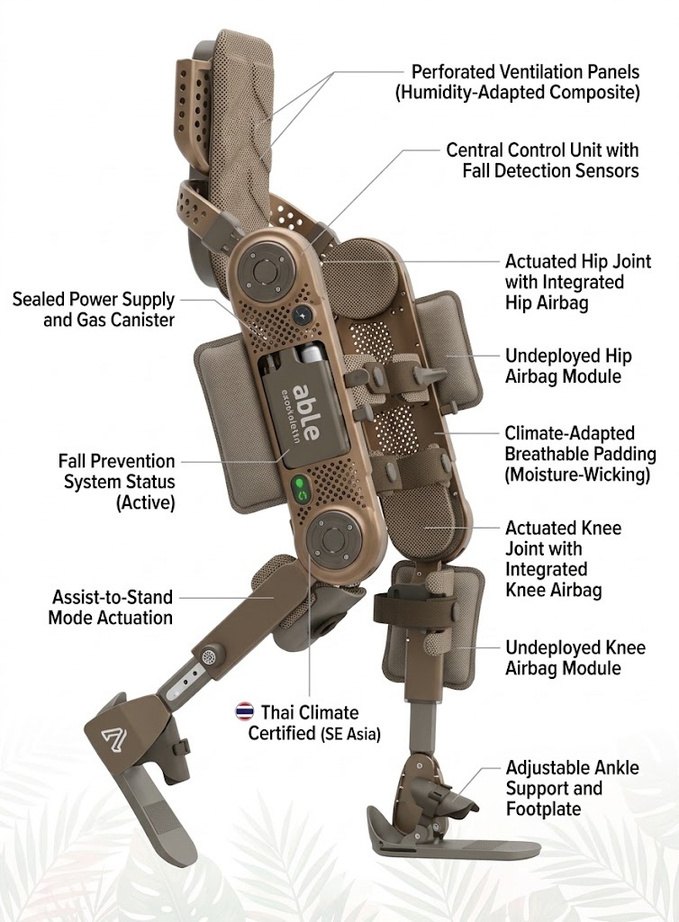 Perforated Ventilation Panels
(Humidity-Adapted Composite)
Central Control Unit with
Fall Detection Sensors
Actuated Hip Joint
with Integrated
Hip Airbag
Sealed Power Supply
and Gas Canister
Undeployed Hip
Airbag Module
able
Climate-Adapted
Breathable Padding
(Moisture-Wicking)
Fall Prevention
System Status
(Active)
Actuated Knee
Joint with
Integrated
Knee Airbag
Assist-to-Stand
Mode Actuation
Undeployed Knee
Airbag Module
Thai Climate
Certified (SE Asia)
Adjustable Ankle
Support and
Footplate